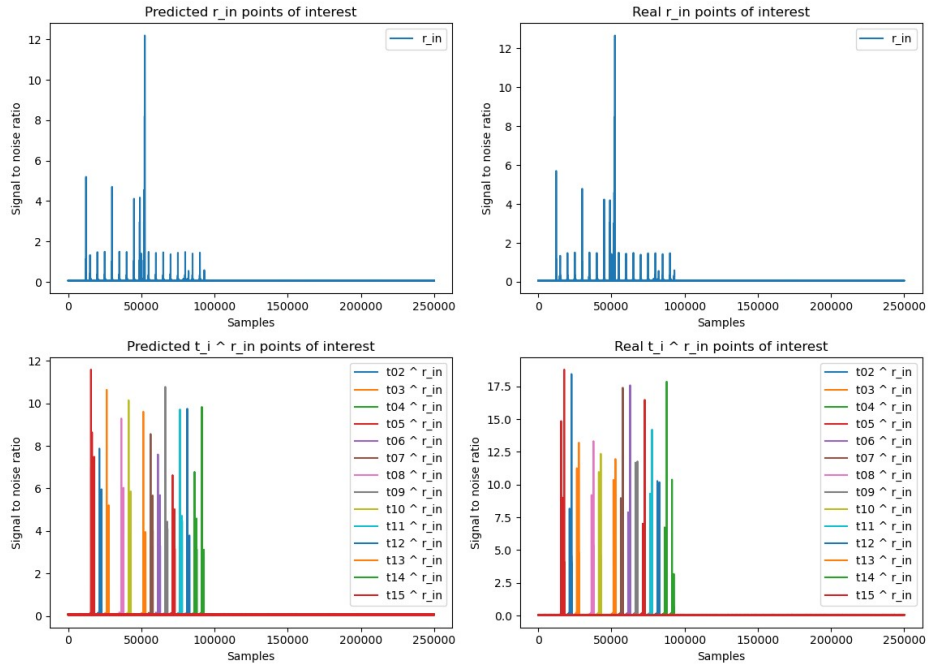 Predicted r_in points of interest
Signal to noise ratio
12
10
8
6
4
2
0
r_in
0 50000 100000 150000 200000 250000
Samples
Real r_in points of interest
Signal to noise ratio
12
10
8
6
4
2
0
r_in
0 50000 100000 150000 200000 250000
Samples
Predicted t_i ^ r_in points of interest
Signal to noise ratio
12
10
8
6
4
2
0
t02 ^ r_in
t03 ^ r_in
t04 ^ r_in
t05 ^ r_in
t06 ^ r_in
t07 ^ r_in
t08 ^ r_in
t09 ^ r_in
t10 ^ r_in
t11 ^ r_in
t12 ^ r_in
t13 ^ r_in
t14 ^ r_in
t15 ^ r_in
0 50000 100000 150000 200000 250000
Samples
Real t_i ^ r_in points of interest
Signal to noise ratio
17.5
15.0
12.5
10.0
7.5
5.0
2.5
0.0
t02 ^ r_in
t03 ^ r_in
t04 ^ r_in
t05 ^ r_in
t06 ^ r_in
t07 ^ r_in
t08 ^ r_in
t09 ^ r_in
t10 ^ r_in
t11 ^ r_in
t12 ^ r_in
t13 ^ r_in
t14 ^ r_in
t15 ^ r_in
0 50000 100000 150000 200000 250000
Samples